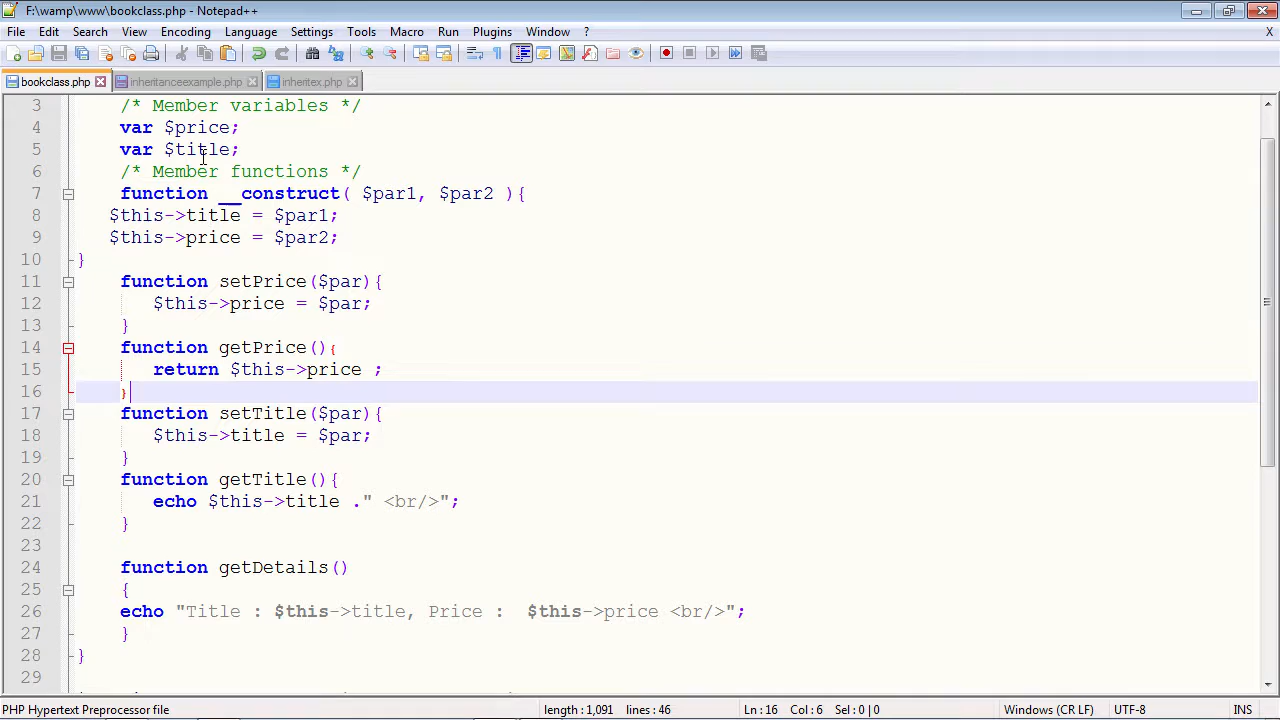 F:\wamp\www\bookclass.php - Notepad++
File Edit Search View Encoding Language Settings Tools Macro Run Plugins Window ? X
bookclass.php inheritanceexample.php inheritex.php
3 /* Member variables */
4 var $price;
5 var $title;
6 /* Member functions */
7 function __construct( $par1, $par2 ){
8 $this->title = $par1;
9 $this->price = $par2;
10 }
11 function setPrice($par){
12 $this->price = $par;
13 }
14 function getPrice(){
15 return $this->price ;
16 }
17 function setTitle($par){
18 $this->title = $par;
19 }
20 function getTitle(){
21 echo $this->title ." <br/>";
22 }
23
24 function getDetails()
25 {
26 echo "Title : $this->title, Price :  $this->price <br/>";
27 }
28 }
29
PHP Hypertext Preprocessor file length : 1,091 lines : 46 Ln : 16 Col : 6 Sel : 0 | 0 Windows (CR LF) UTF-8 INS